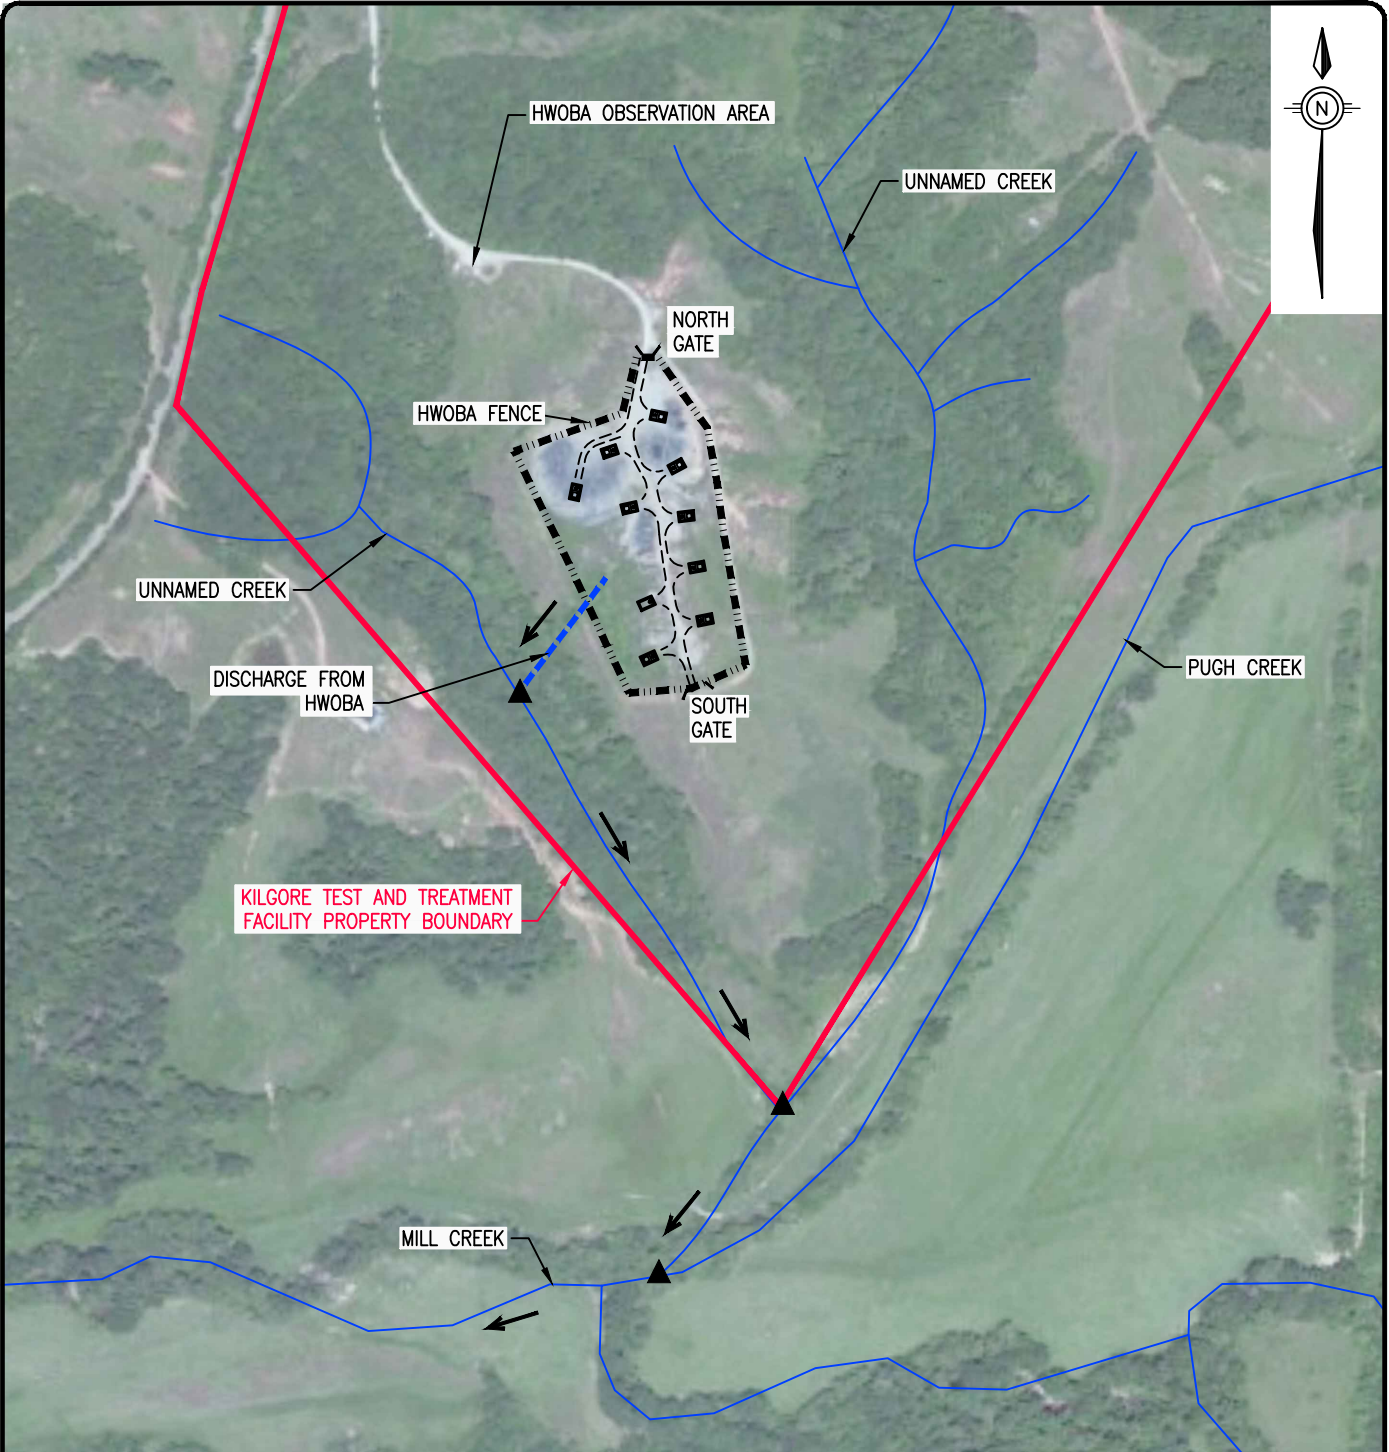 HWOBA OBSERVATION AREA
N
UNNAMED CREEK
NORTH
GATE
HWOBA FENCE
UNNAMED CREEK
PUGH CREEK
DISCHARGE FROM
HWOBA
SOUTH
GATE
KILGORE TEST AND TREATMENT
FACILITY PROPERTY BOUNDARY
MILL CREEK